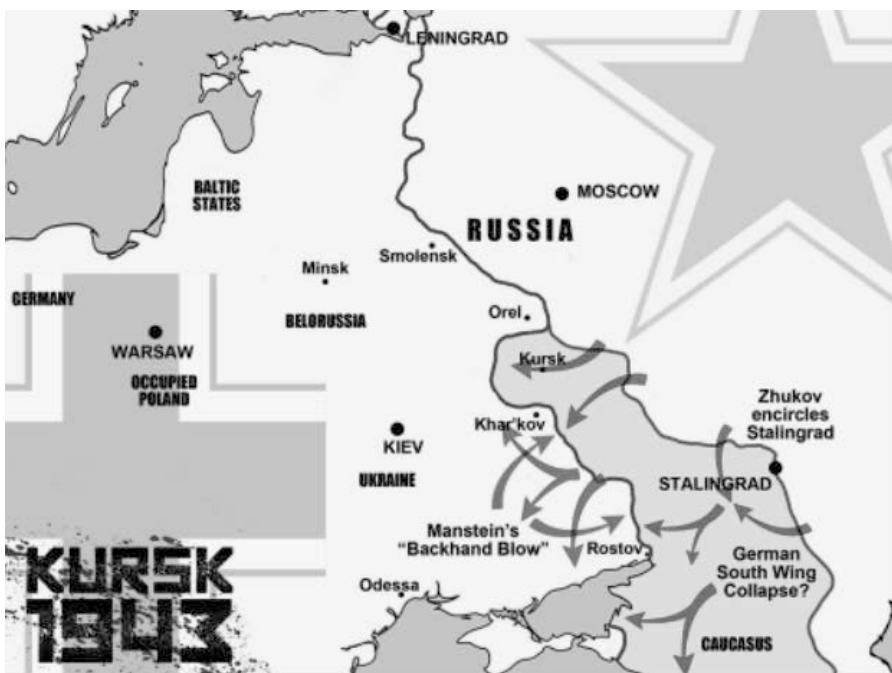 LENINGRAD
BALTIC
STATES
MOSCOW
RUSSIA
Smolensk
Minsk
GERMANY
BELORUSSIA
Orel
WARSAW
OCCUPIED
POLAND
Kursk
Zhukov
encircles
Stalingrad
Khar'kov
KIEV
UKRAINE
STALINGRAD
Manstein's
"Backhand Blow"
Rostov
German
South Wing
Collapse?
Odessa
CAUCASUS
KURSK
1943